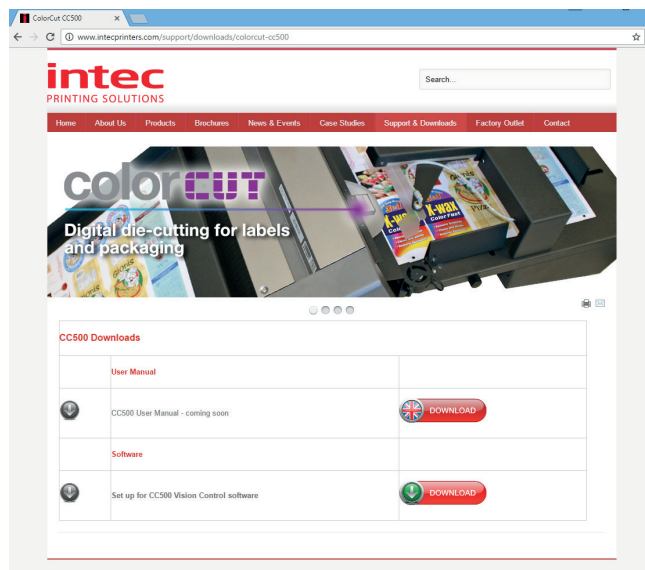 ColorCut CC500
www.intecprinters.com/support/downloads/colorcut-cc500
intec
PRINTING SOLUTIONS
Search...
Home About Us Products Brochures News & Events Case Studies Support & Downloads Factory Outlet Contact
colorcut
Digital die-cutting for labels
and packaging
K-WAX
ColorFast
CC500 Downloads
User Manual
CC500 User Manual - coming soon
DOWNLOAD
Software
Set up for CC500 Vision Control software
DOWNLOAD